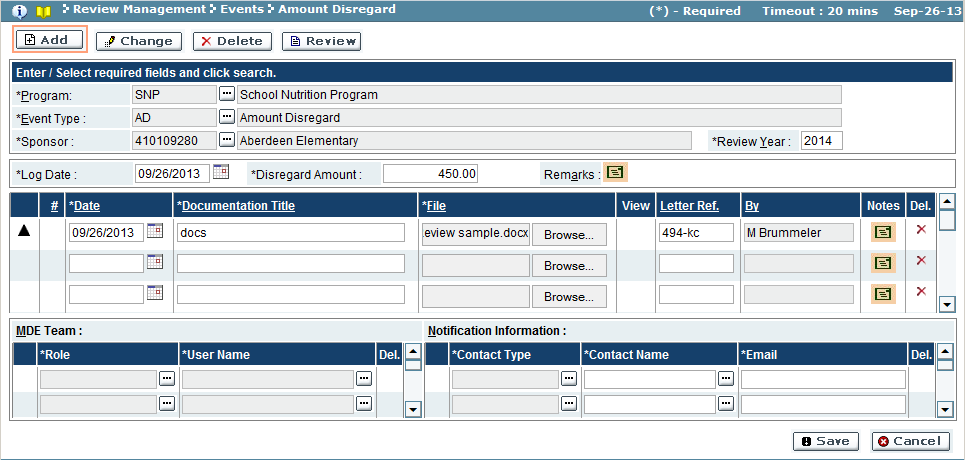 Review Management > Events > Amount Disregard (*) - Required Timeout : 20 mins Sep-26-13
Add Change Delete Review
Enter / Select required fields and click search.
*Program: SNP ... School Nutrition Program
*Event Type : AD ... Amount Disregard
*Sponsor : 410109280 ... Aberdeen Elementary *Review Year : 2014
*Log Date : 09/26/2013 *Disregard Amount : 450.00 Remarks :
# *Date *Documentation Title *File View Letter Ref. By Notes Del.
09/26/2013 docs eview sample.docx Browse... 494-kc M Brummeler
Browse...
Browse...
MDE Team : Notification Information :
*Role *User Name Del. *Contact Type *Contact Name *Email Del.
... ... ... ...
... ... ... ...
Save Cancel